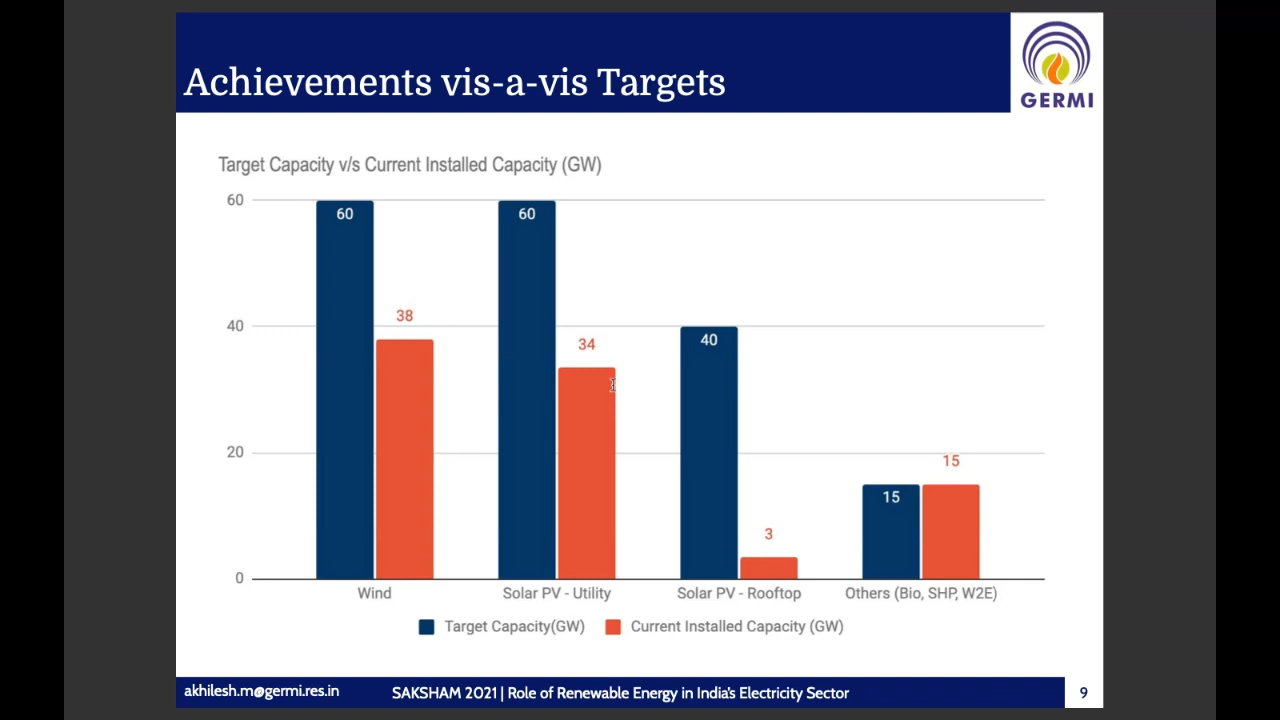 Achievements vis-a-vis Targets
GERMI
Target Capacity v/s Current Installed Capacity (GW)
60
60
60
38
34
40
40
3
20
15
15
0
Wind
Solar PV - Utility
Solar PV - Rooftop
Others (Bio, SHP, W2E)
Target Capacity(GW)
Current Installed Capacity (GW)
akhilesh.m@germi.res.in
SAKSHAM 2021 | Role of Renewable Energy in India's Electricity Sector
9